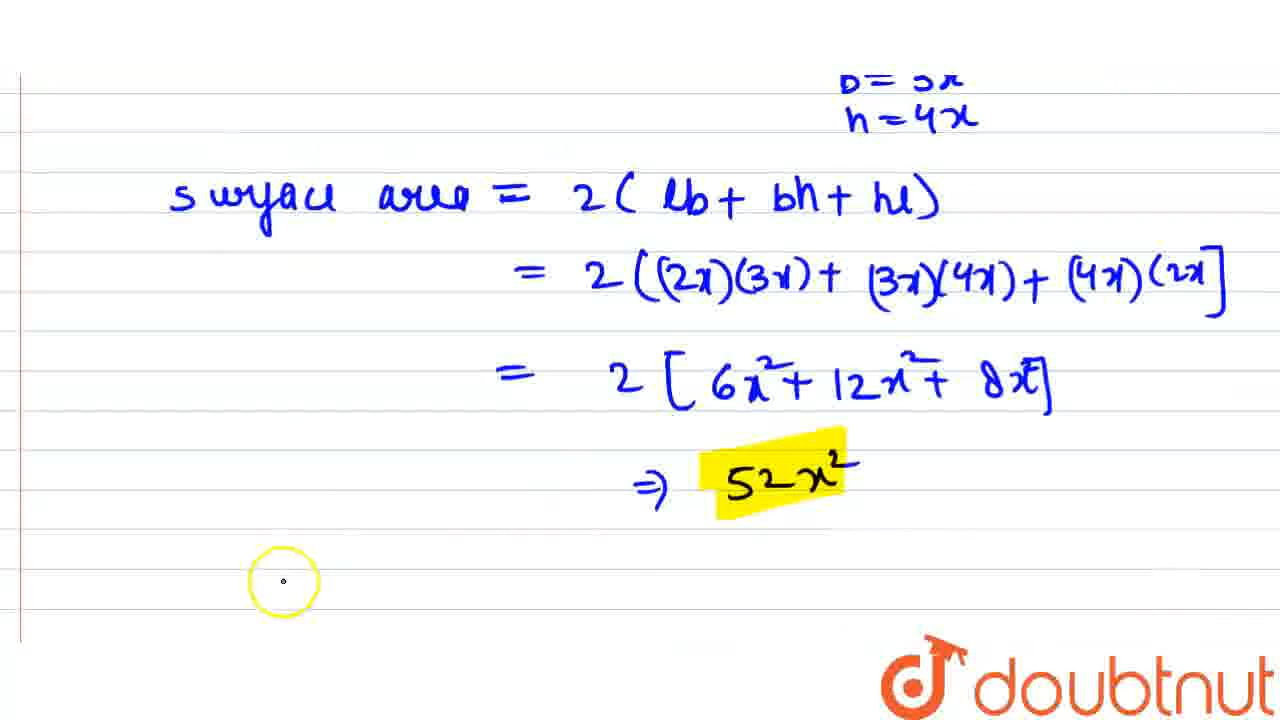 h = 4x
surface area = 2( lb + bh + hl )
= 2 ( (2x)(3x) + (3x)(4x) + (4x)(2x ]
= 2 [ 6x² + 12x² + 8x² ]
⇒ 52x²
doubtnut